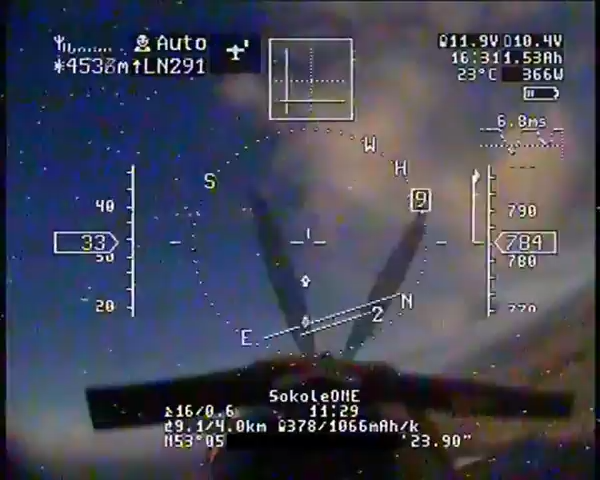 Auto
*4538m↑LN291
11.9V 10.4V
16:31 1.53Ah
23°C 366W
6.8ms
W
H
S
9
40
33
20
790
784
780
770
N
2
E
SokoleONE
16/0.6 11:29
9.1/4.0km 378/1066mAh/k
N53°05 '23.90"